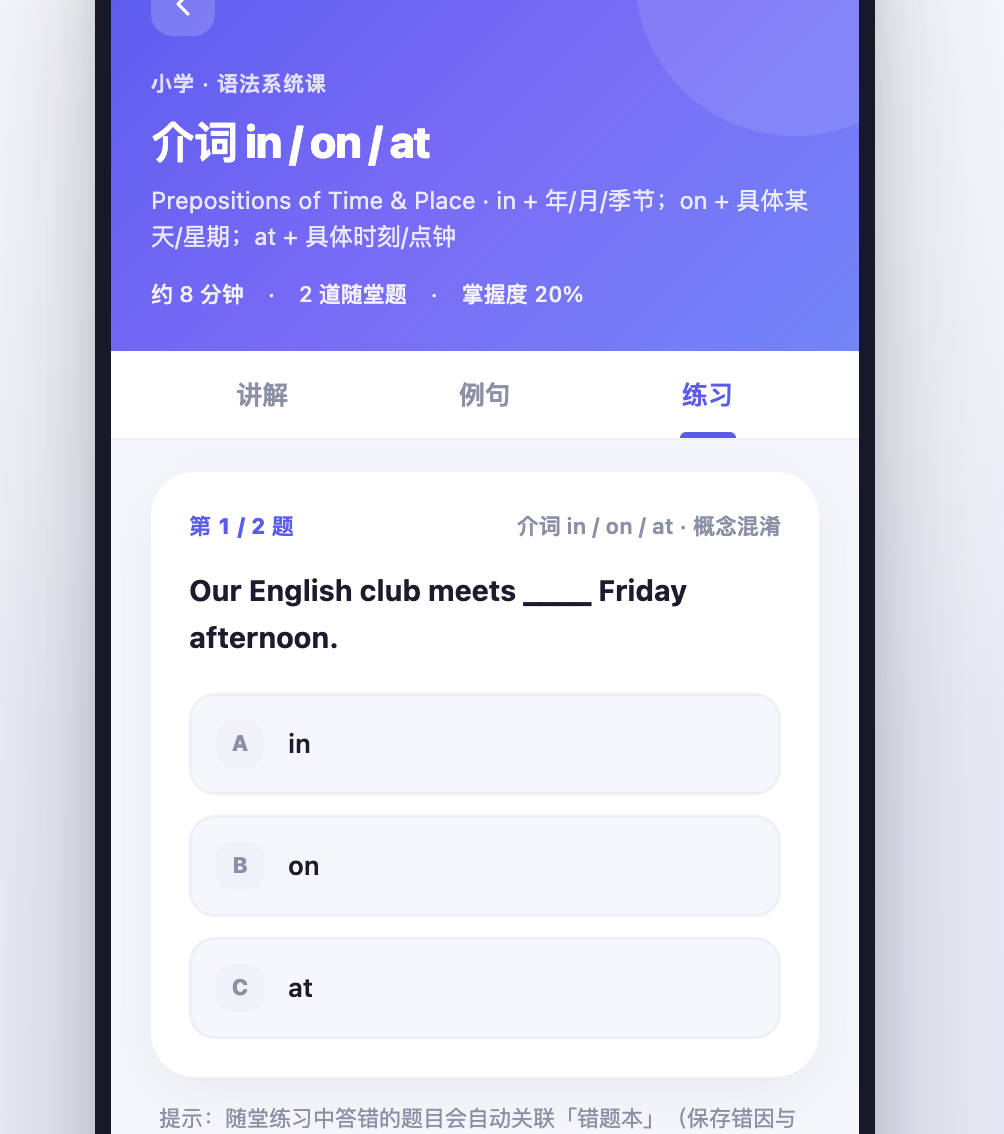 小学 · 语法系统课
介词 in / on / at
Prepositions of Time & Place · in + 年/月/季节；on + 具体某
天/星期；at + 具体时刻/点钟
约 8 分钟 · 2 道随堂题 · 掌握度 20%
讲解 例句 练习
第 1 / 2 题 介词 in / on / at · 概念混淆
Our English club meets _____ Friday
afternoon.
A in
B on
C at
提示：随堂练习中答错的题目会自动关联「错题本」（保存错因与